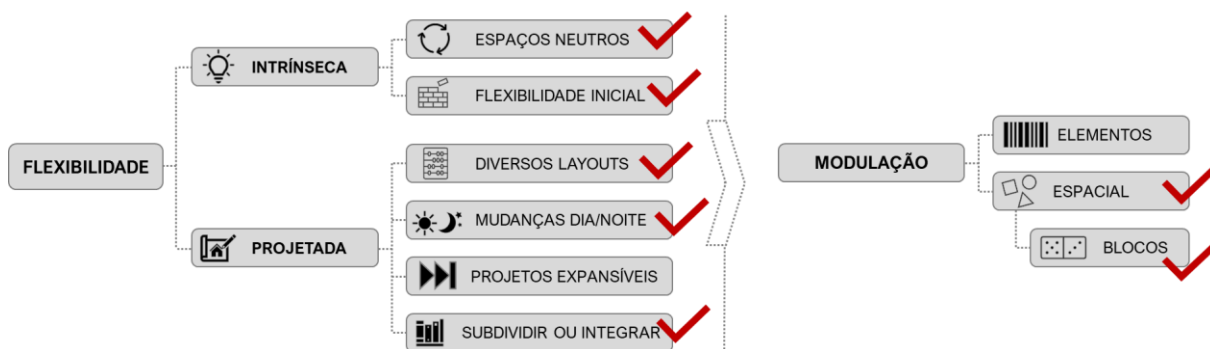 FLEXIBILIDADE
INTRÍNSECA
ESPAÇOS NEUTROS
FLEXIBILIDADE INICIAL
PROJETADA
DIVERSOS LAYOUTS
MUDANÇAS DIA/NOITE
PROJETOS EXPANSÍVEIS
SUBDIVIDIR OU INTEGRAR
MODULAÇÃO
ELEMENTOS
ESPACIAL
BLOCOS